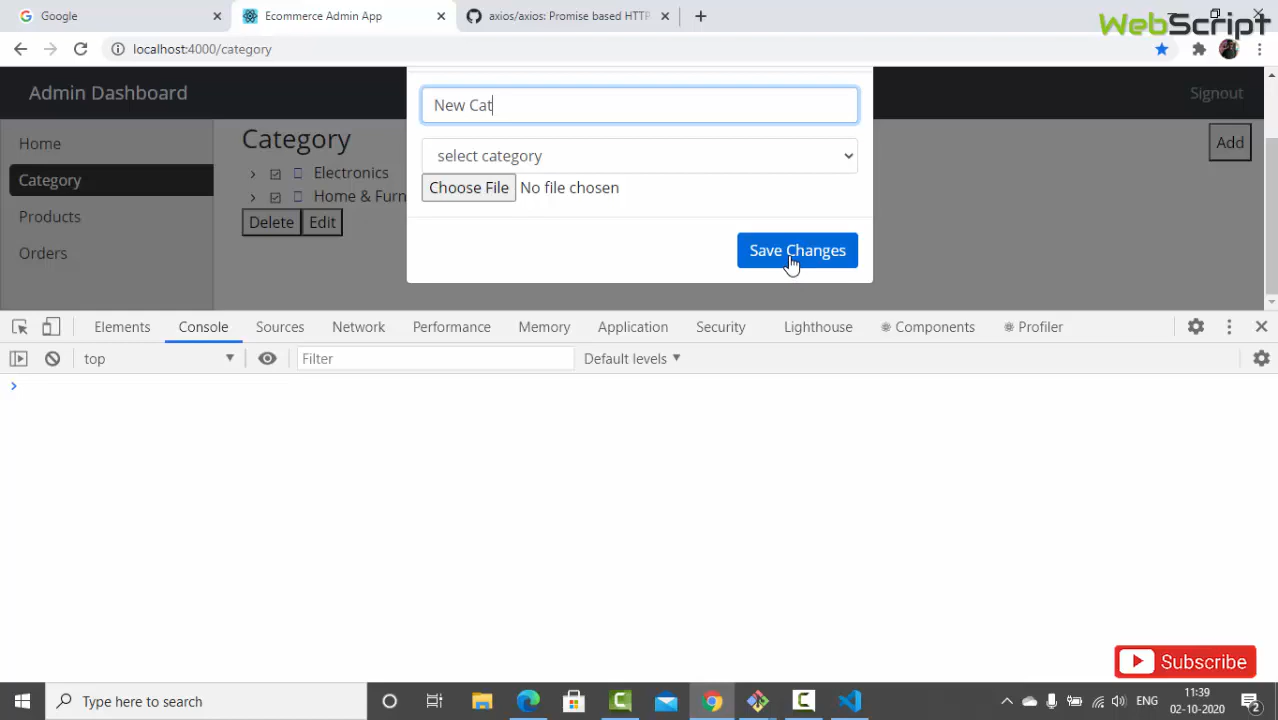 Google
Ecommerce Admin App
axios/axios: Promise based HTTP
WebScript
localhost:4000/category
Admin Dashboard
Signout
New Cat
Category
Add
Home
select category
Electronics
Category
Home & Furn
Choose File No file chosen
Products
Delete
Edit
Orders
Save Changes
Elements Console Sources Network Performance Memory Application Security Lighthouse Components Profiler
top Filter Default levels
Subscribe
Type here to search
ENG
11:39
02-10-2020
2